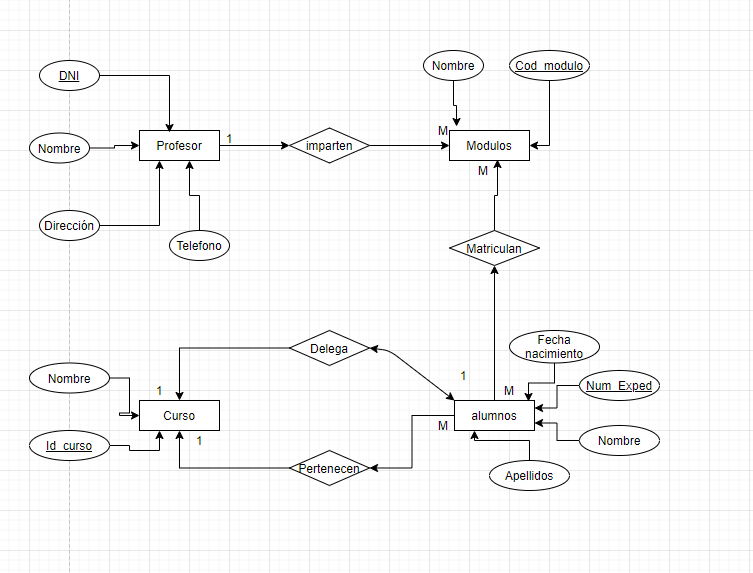 Nombre
Cod_modulo
DNI
1
M
Nombre
Profesor
imparten
Modulos
M
Dirección
Telefono
Matriculan
Fecha
nacimiento
Delega
Nombre
1
1
M
Num_Exped
Curso
alumnos
M
1
Nombre
Id_curso
Pertenecen
Apellidos